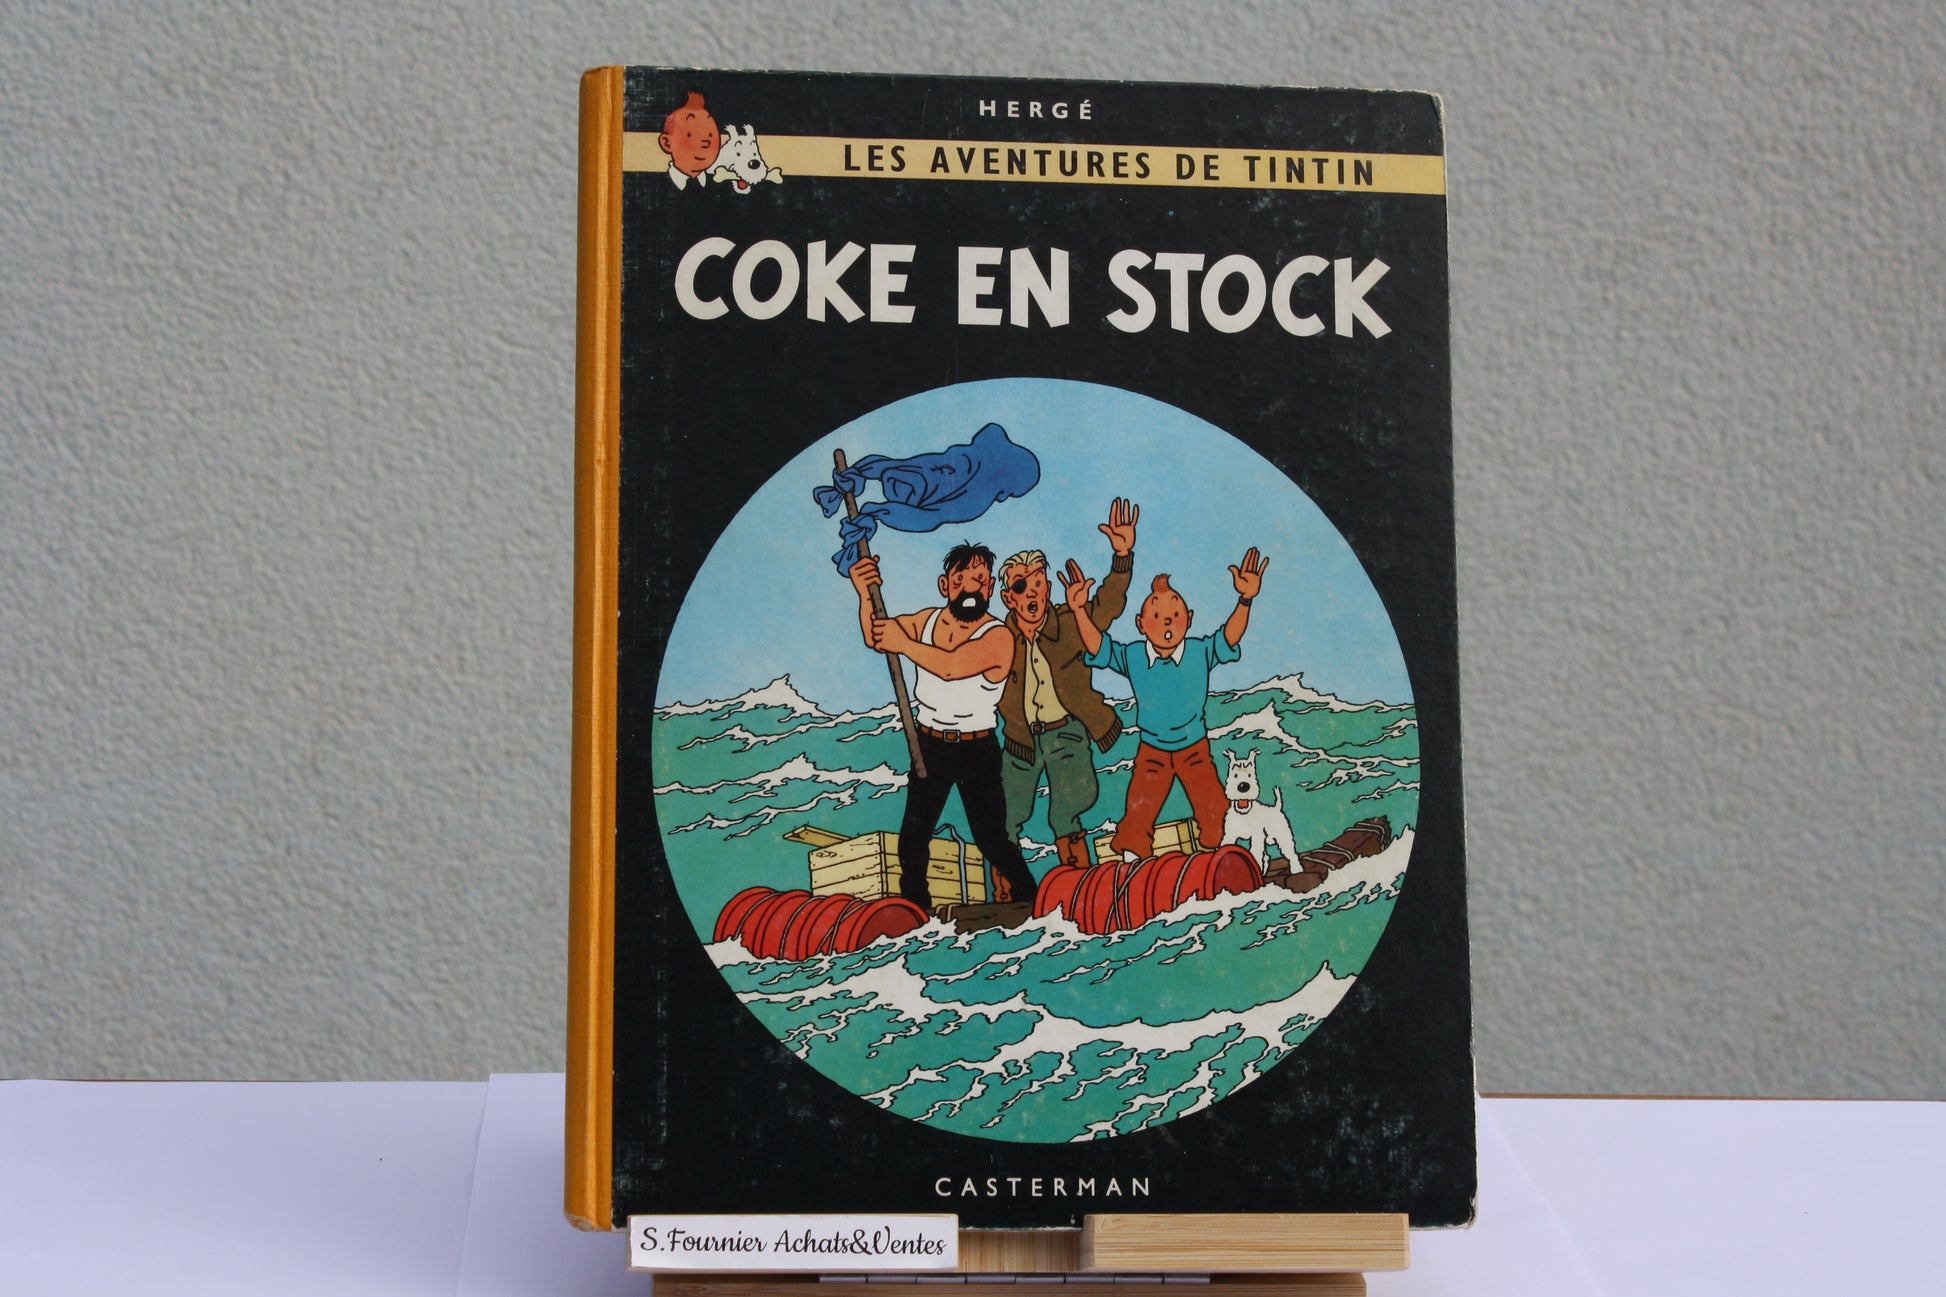 HERGÉ
LES AVENTURES DE TINTIN
COKE EN STOCK
CASTERMAN
S.Fournier Achats&Ventes